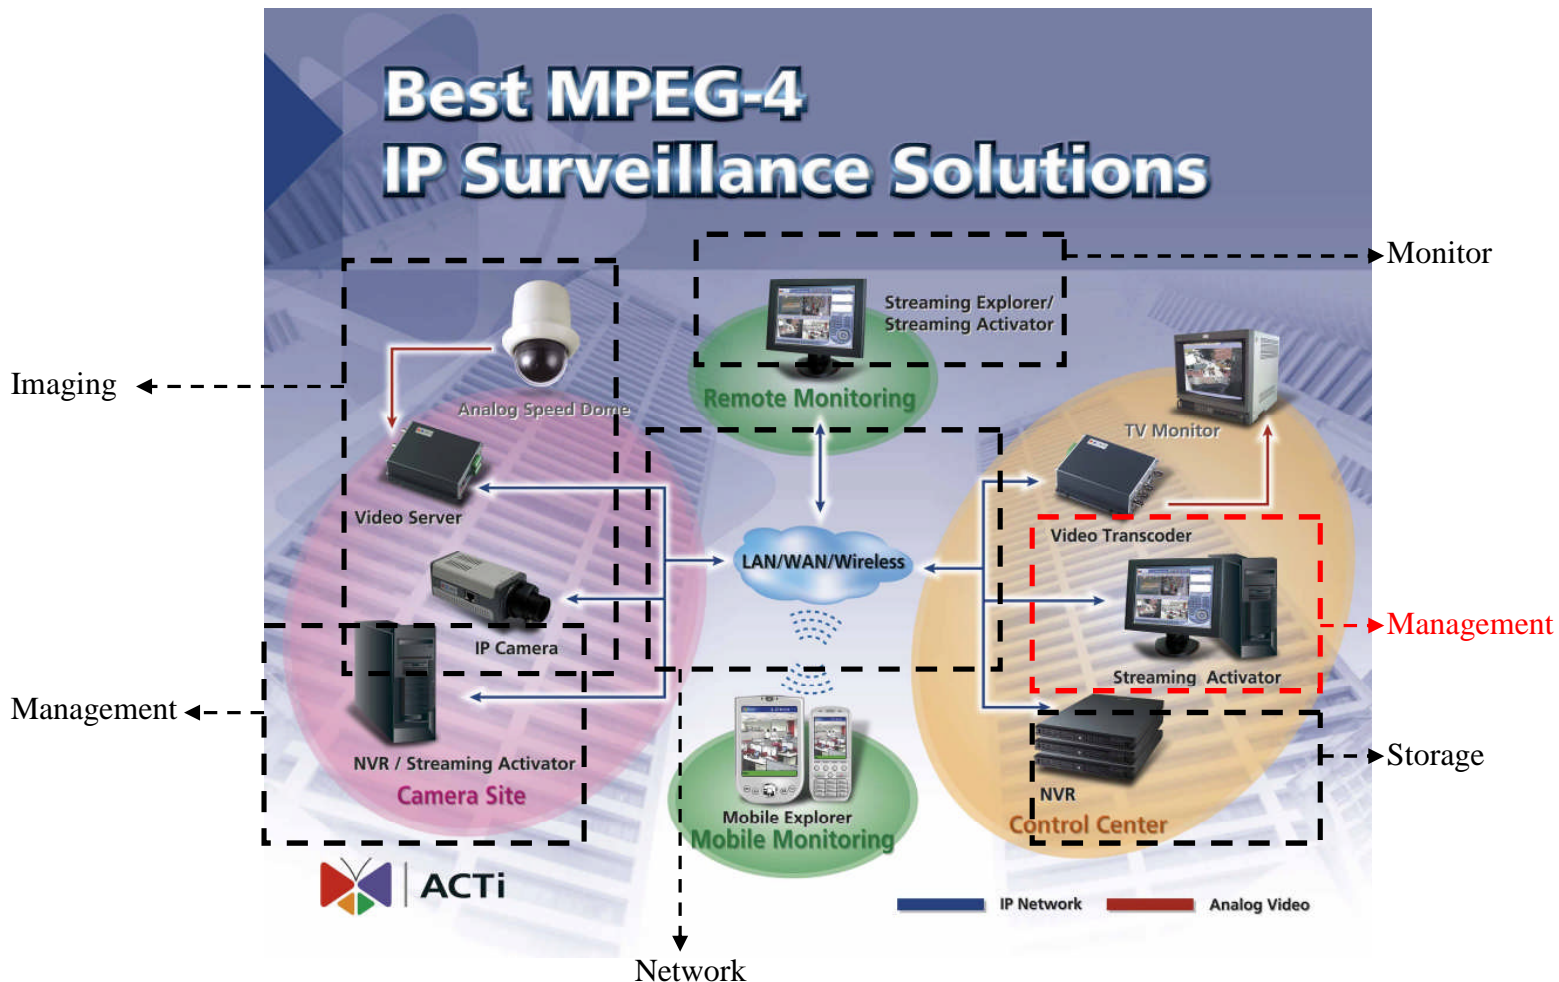 Best MPEG-4
IP Surveillance Solutions
Monitor
Streaming Explorer/
Streaming Activator
Imaging
Analog Speed Dome
Remote Monitoring
TV Monitor
Video Server
Video Transcoder
LAN/WAN/Wireless
IP Camera
Management
Streaming Activator
Management
NVR / Streaming Activator
Camera Site
Storage
NVR
Mobile Explorer
Mobile Monitoring
Control Center
ACTi
IP Network
Analog Video
Network